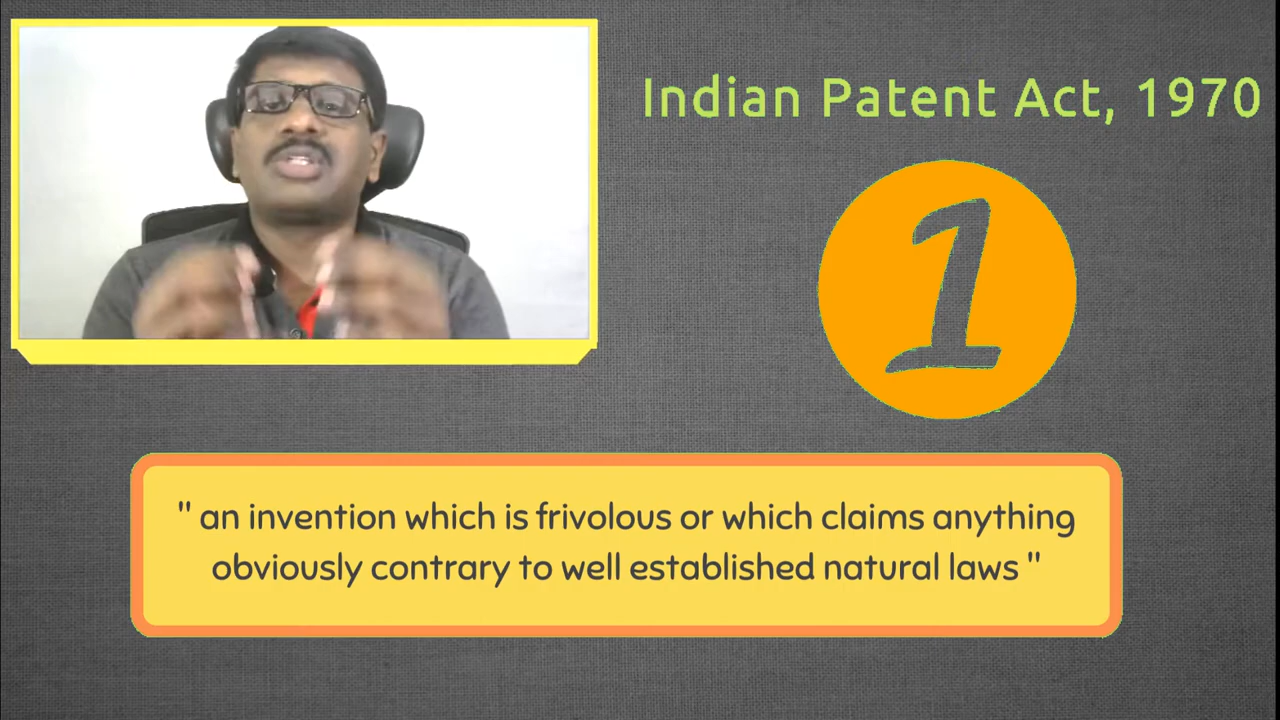 Indian Patent Act, 1970
1
" an invention which is frivolous or which claims anything
obviously contrary to well established natural laws "